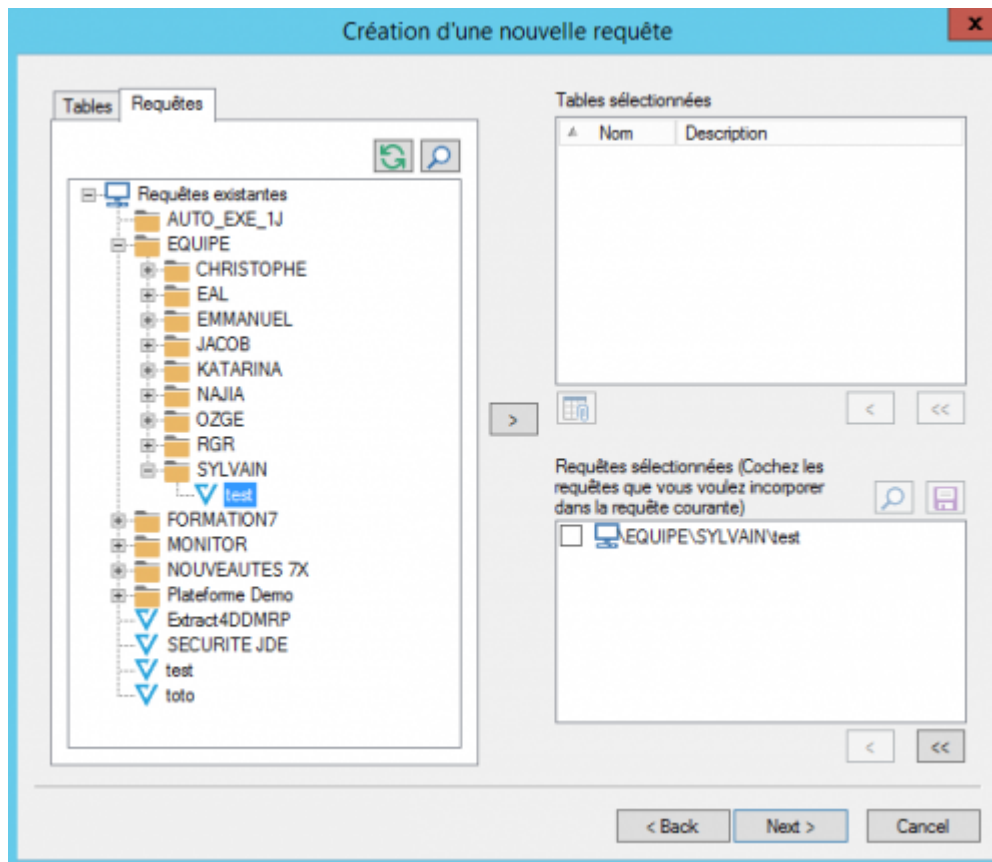 Création d'une nouvelle requête
x
Tables
Requêtes
Requêtes existantes
AUTO_EXE_1J
EQUIPE
CHRISTOPHE
EAL
EMMANUEL
JACOB
KATARINA
NAJIA
OZGE
RGR
SYLVAIN
test
FORMATION7
MONITOR
NOUVEAUTES 7X
Plateforme Demo
Extract4DDMRP
SECURITE JDE
test
toto
>
Tables sélectionnées
Nom Description
< <<
Requêtes sélectionnées (Cochez les
requêtes que vous voulez incorporer
dans la requête courante)
\EQUIPE\SYLVAIN\test
< <<
< Back Next > Cancel